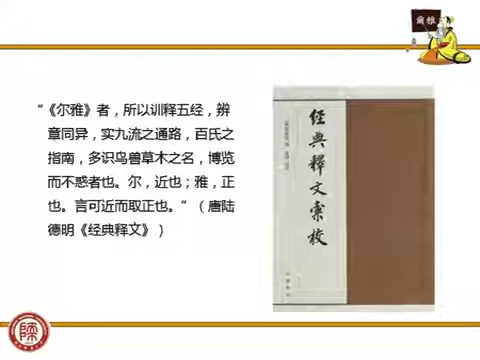 “《尔雅》者，所以训释五经，辨
章同异，实九流之通路，百氏之
指南，多识鸟兽草木之名，博览
而不惑者也。尔，近也；雅，正
也。言可近而取正也。”（唐陆
德明《经典释文》）
經典釋文彙校